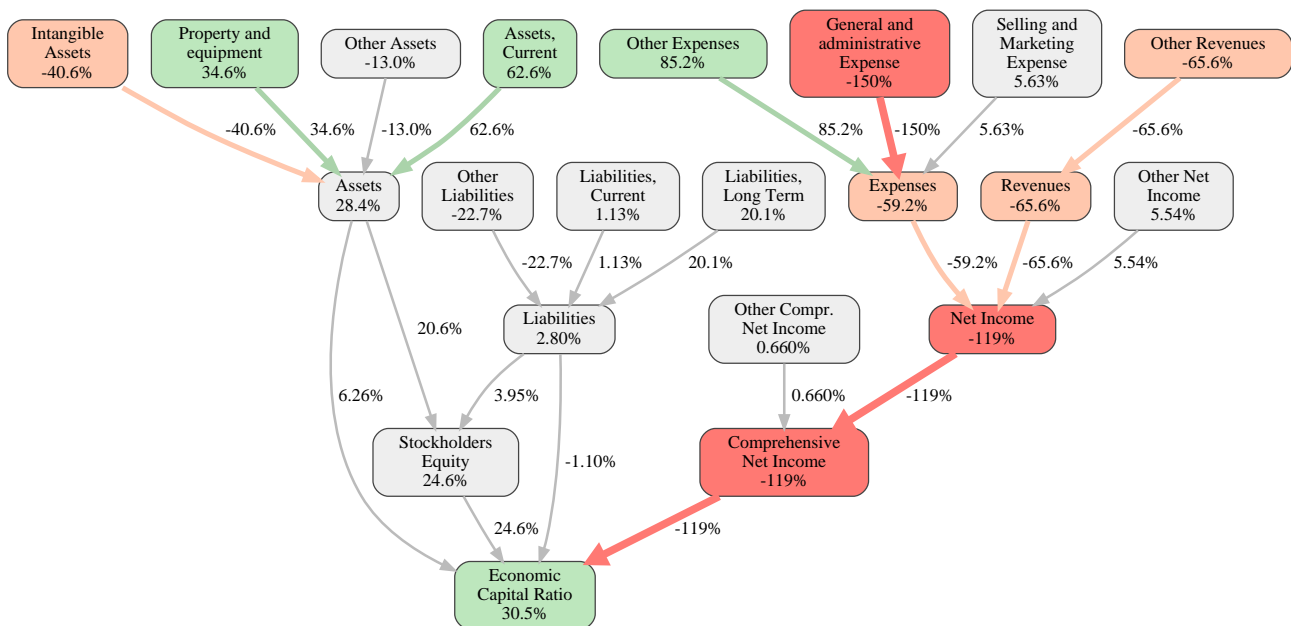 Intangible
Assets
-40.6%
Property and
equipment
34.6%
Other Assets
-13.0%
Assets,
Current
62.6%
Other Expenses
85.2%
General and
administrative
Expense
-150%
Selling and
Marketing
Expense
5.63%
Other Revenues
-65.6%
-40.6%
34.6%
-13.0%
62.6%
85.2%
-150%
5.63%
-65.6%
Assets
28.4%
Other
Liabilities
-22.7%
Liabilities,
Current
1.13%
Liabilities,
Long Term
20.1%
Expenses
-59.2%
Revenues
-65.6%
Other Net
Income
5.54%
-22.7%
1.13%
20.1%
-59.2%
-65.6%
5.54%
20.6%
Liabilities
2.80%
Other Compr.
Net Income
0.660%
Net Income
-119%
6.26%
3.95%
0.660%
-119%
Stockholders
Equity
24.6%
-1.10%
Comprehensive
Net Income
-119%
24.6%
-119%
Economic
Capital Ratio
30.5%